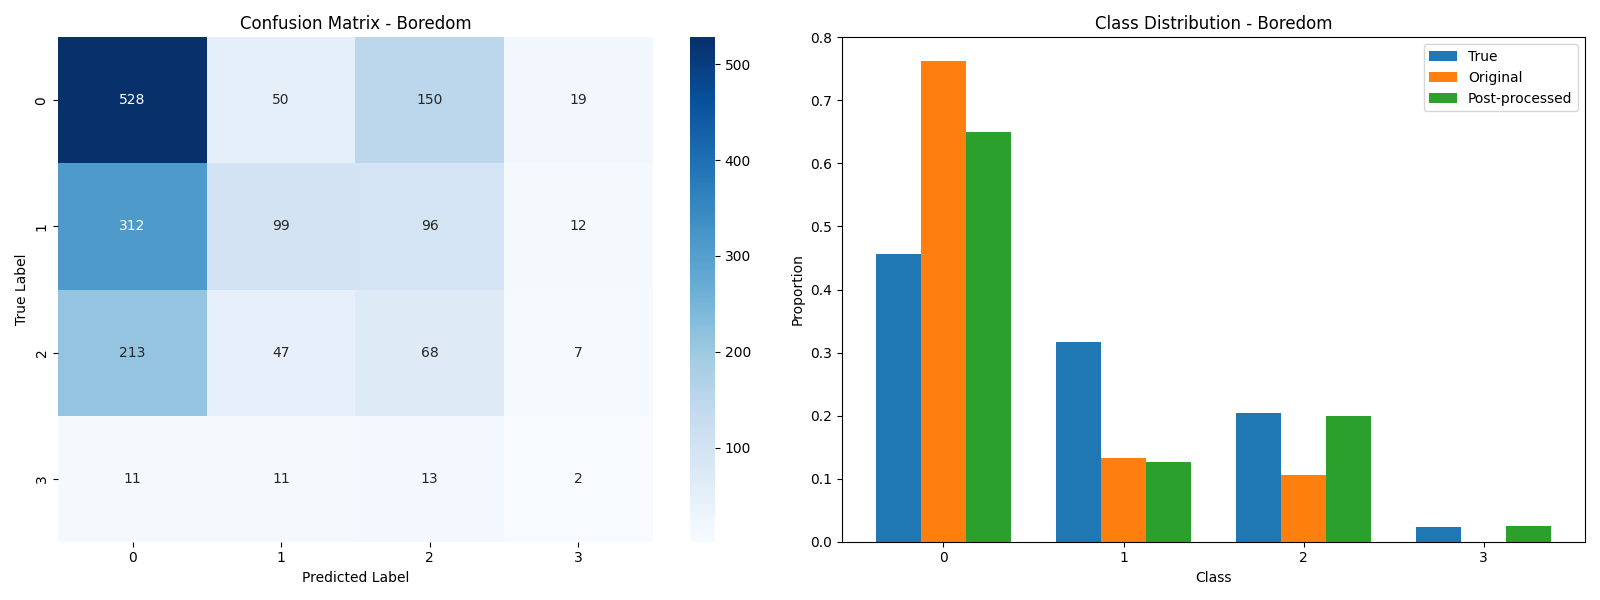 Confusion Matrix - Boredom
True Label
0
1
2
3
528 50 150 19
312 99 96 12
213 47 68 7
11 11 13 2
0 1 2 3
Predicted Label
500
400
300
200
100
Class Distribution - Boredom
True
Original
Post-processed
Proportion
0.8
0.7
0.6
0.5
0.4
0.3
0.2
0.1
0.0
0 1 2 3
Class